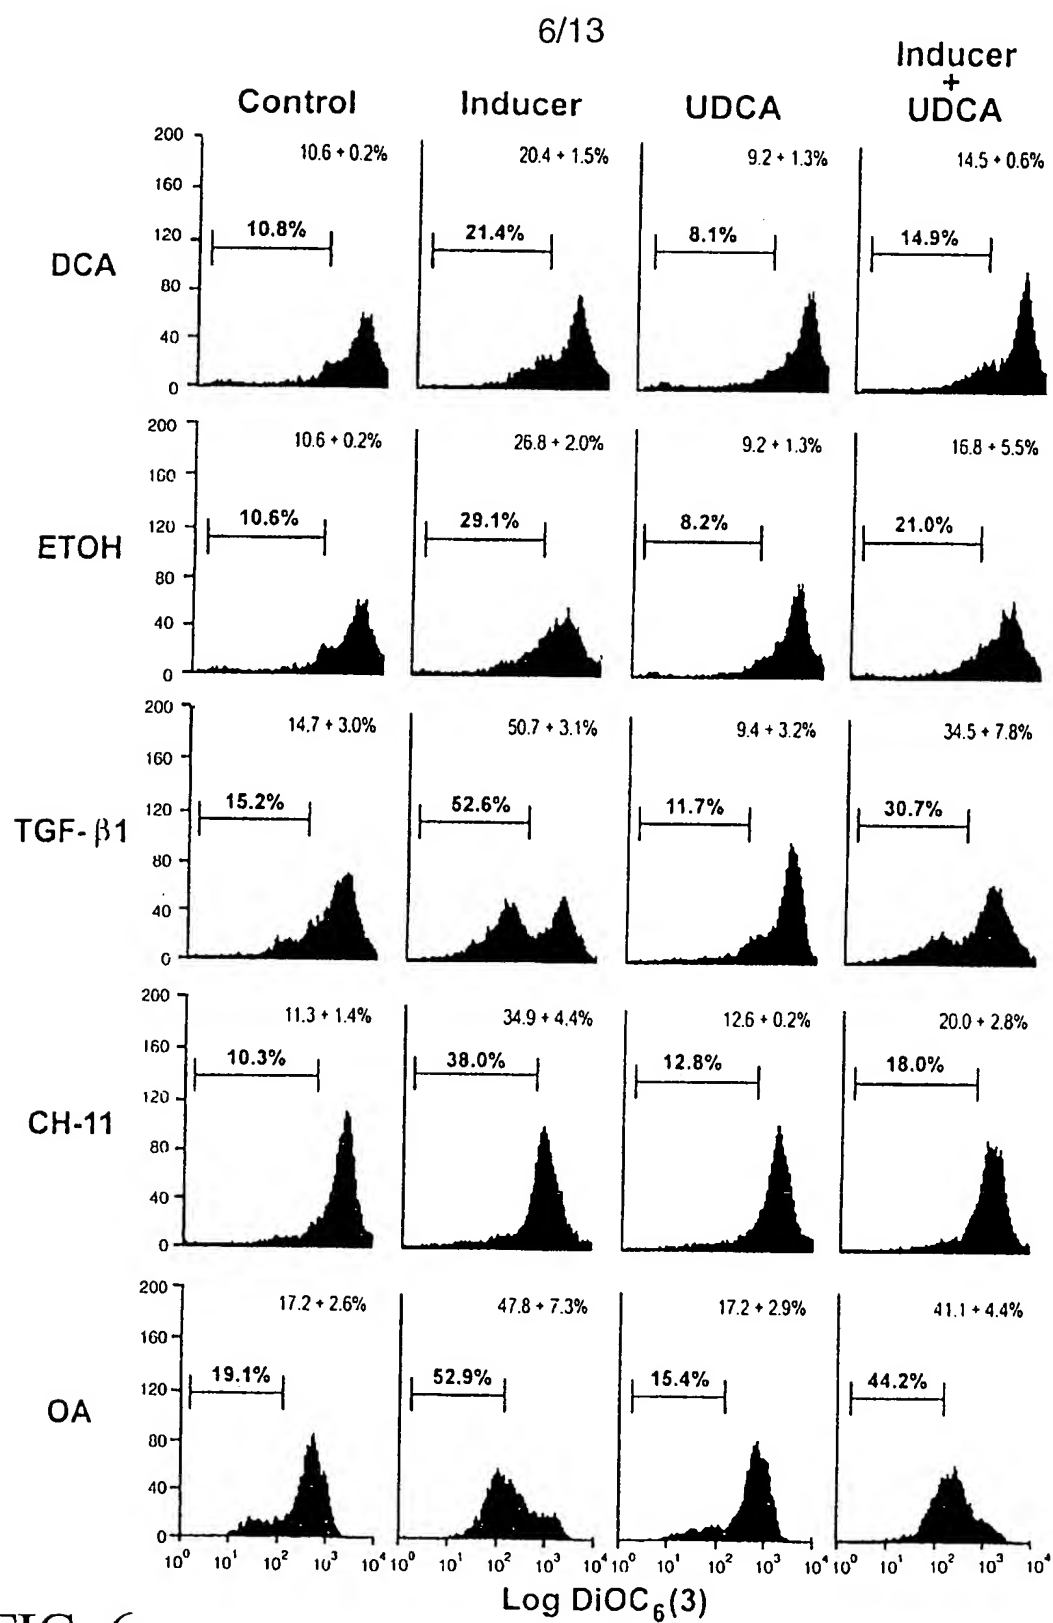 6/13
Control Inducer UDCA Inducer + UDCA
DCA
200 160 120 80 40 0
10.6 + 0.2% 20.4 + 1.5% 9.2 + 1.3% 14.5 + 0.6%
10.8% 21.4% 8.1% 14.9%
ETOH
200 160 120 80 40 0
10.6 + 0.2% 26.8 + 2.0% 9.2 + 1.3% 16.8 + 5.5%
10.6% 29.1% 8.2% 21.0%
TGF-β1
200 160 120 80 40 0
14.7 + 3.0% 50.7 + 3.1% 9.4 + 3.2% 34.5 + 7.8%
15.2% 52.6% 11.7% 30.7%
CH-11
200 160 120 80 40 0
11.3 + 1.4% 34.9 + 4.4% 12.6 + 0.2% 20.0 + 2.8%
10.3% 38.0% 12.8% 18.0%
OA
200 160 120 80 40 0
17.2 + 2.6% 47.8 + 7.3% 17.2 + 2.9% 41.1 + 4.4%
19.1% 52.9% 15.4% 44.2%
10⁰ 10¹ 10² 10³ 10⁴ 10⁰ 10¹ 10² 10³ 10⁴ 10⁰ 10¹ 10² 10³ 10⁴ 10⁰ 10¹ 10² 10³ 10⁴
Log DiOC₆(3)